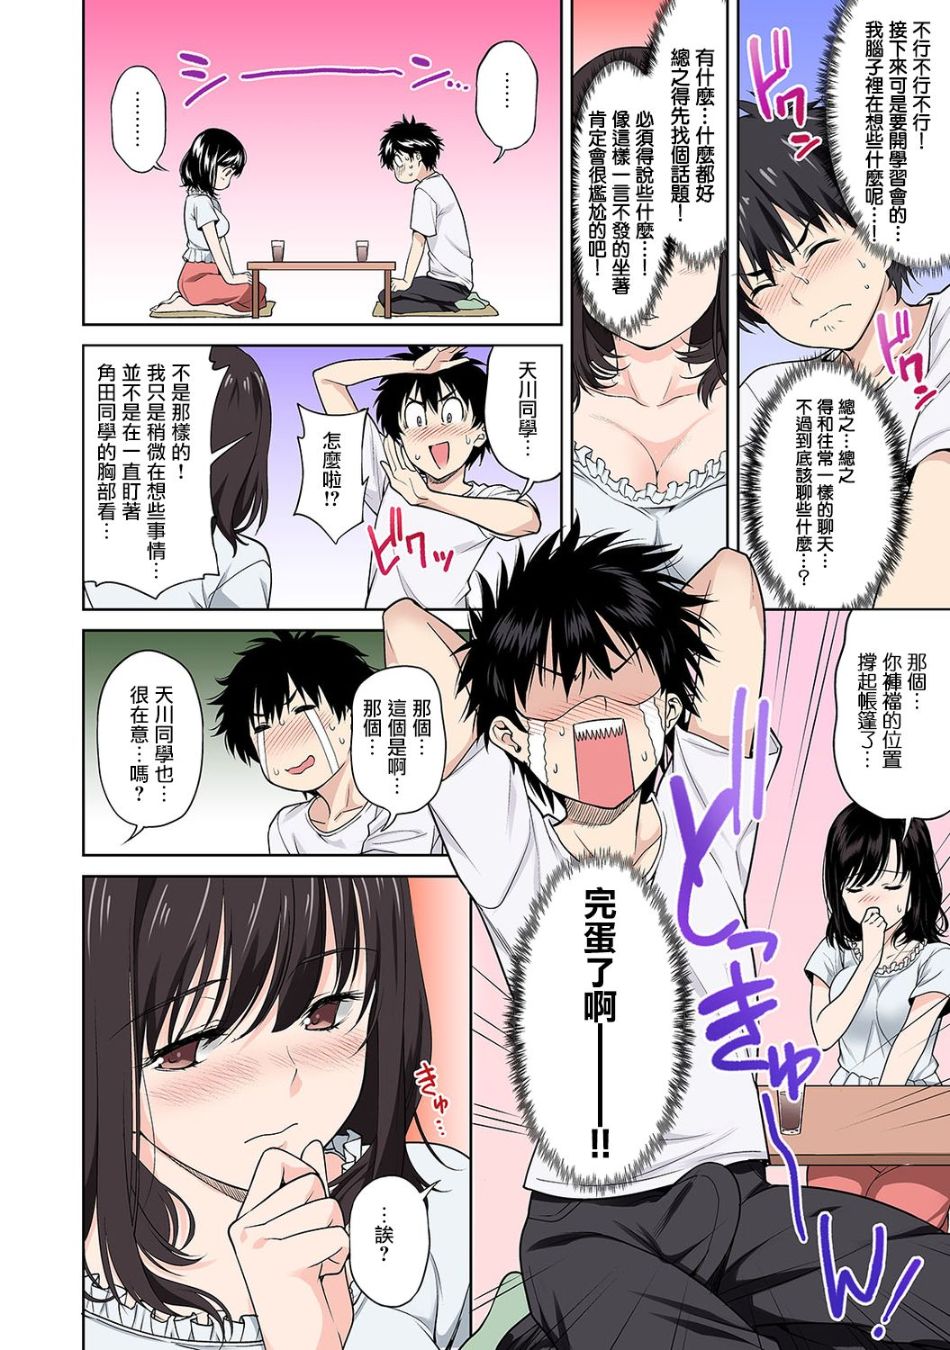 不行不行不行！
接下來可是要開學習會的…
我腦子裡在想些什麼呢…！
ドクン
ドクン
總之…總之
得和往常一樣的聊天…
不過到底該聊些什麼…？
有什麼…什麼都好
總之得先找個話題！
必須得說些什麼…！
像這樣一言不發的坐著
肯定會很尷尬的吧！
シーーーン…
………
………
天川同學…
怎麼啦!?
ビクッ
不是那樣的！
我只是稍微在想些事情…
並不是在一直盯著
角田同學的胸部看…
那個…
你褲襠的位置
撐起帳篷了…
完蛋了啊——!!
どっきゅーん！
那個…
這個是啊…
那個…
天川同學也…
很在意…嗎？
きゅ…
…誒？